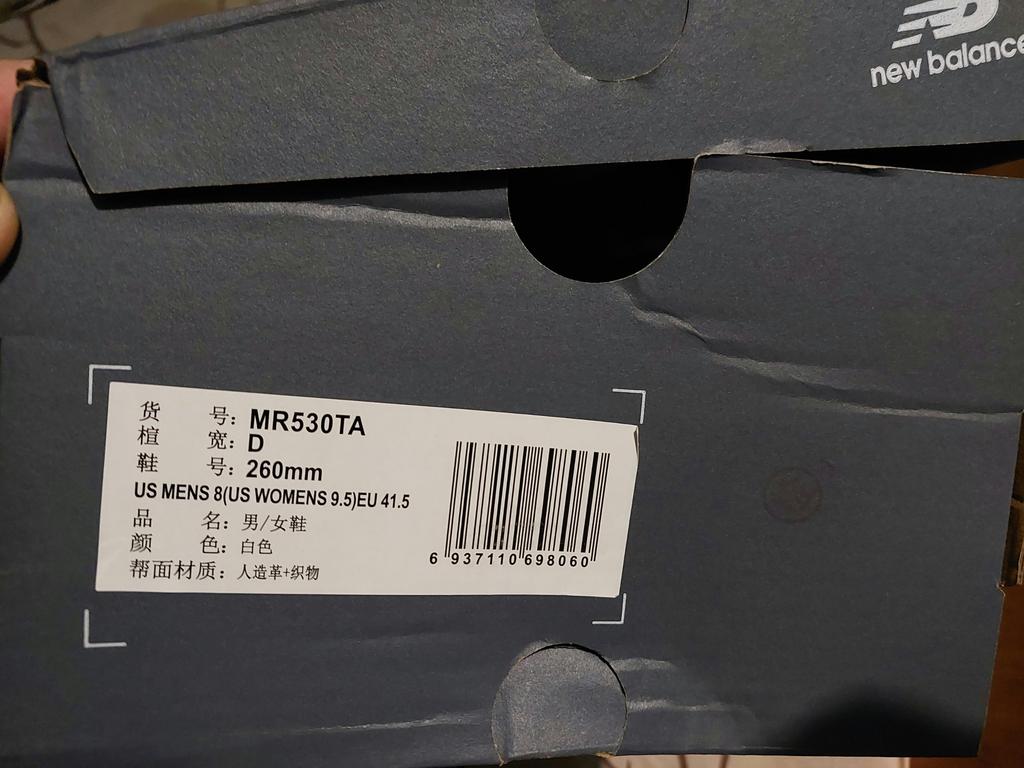 new balance
货 号: MR530TA
楦 宽: D
鞋 号: 260mm
US MENS 8(US WOMENS 9.5)EU 41.5
品 名: 男/女鞋
颜 色: 白色
帮面材质: 人造革+织物
6 937110 698060